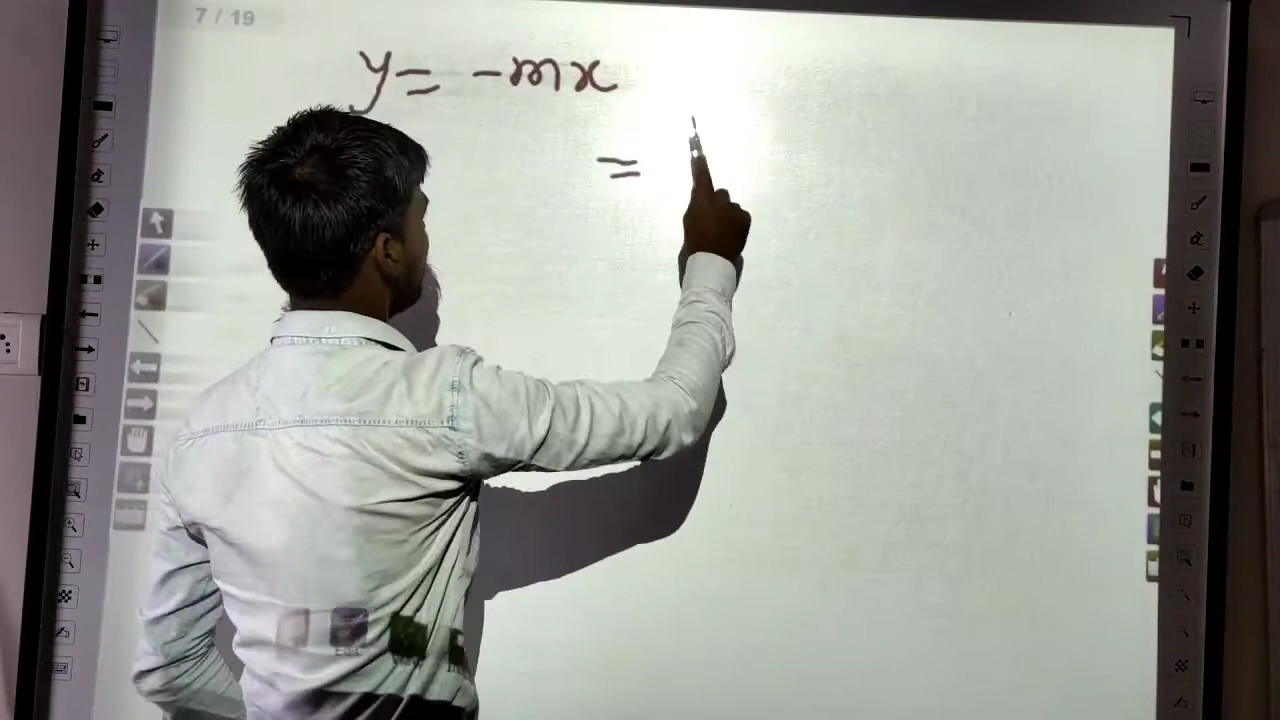 7 / 19
y = -mx
=